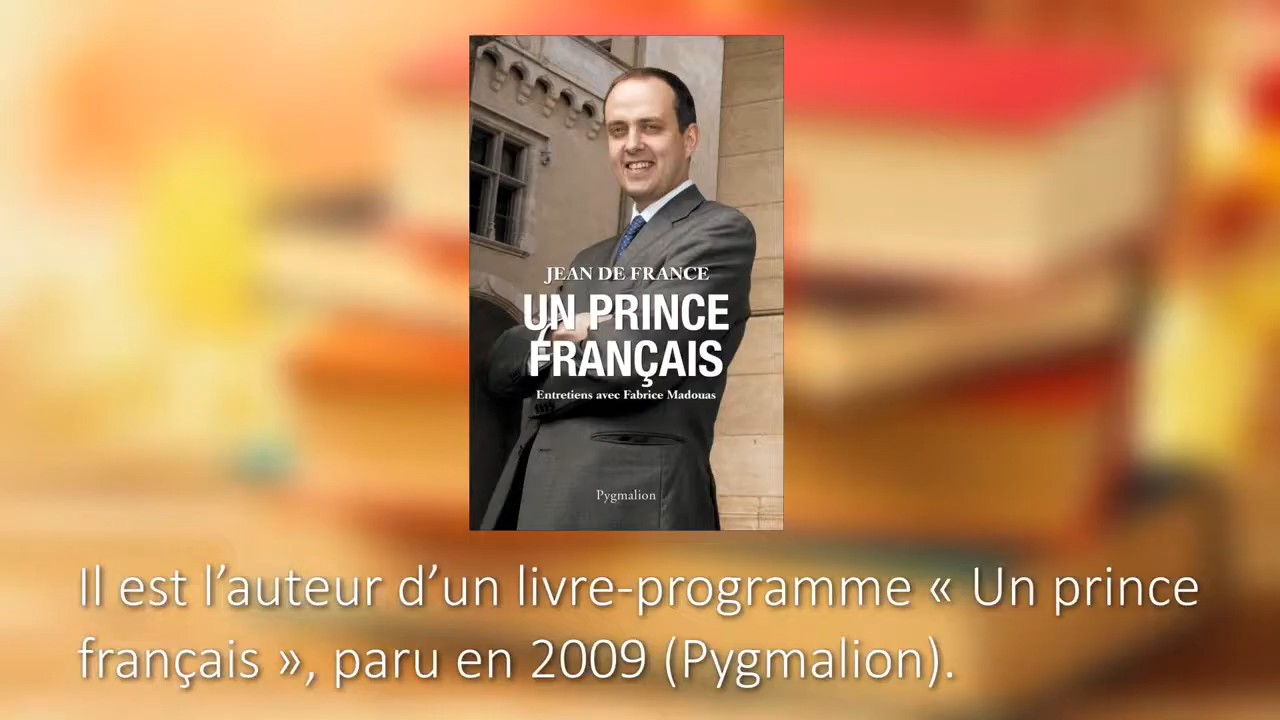 JEAN DE FRANCE
UN PRINCE
FRANÇAIS
Entretiens avec Fabrice Madouas
Pygmalion
Il est l’auteur d’un livre-programme « Un prince
français », paru en 2009 (Pygmalion).